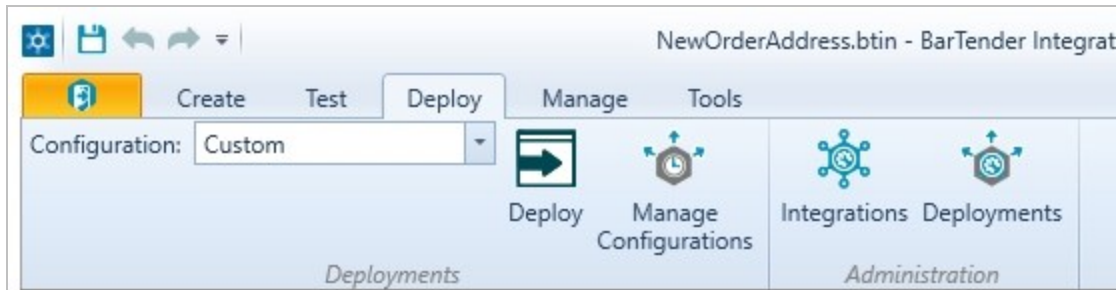 NewOrderAddress.btin - BarTender Integrat
Create Test Deploy Manage Tools
Configuration: Custom
Deploy Manage Configurations Integrations Deployments
Deployments Administration